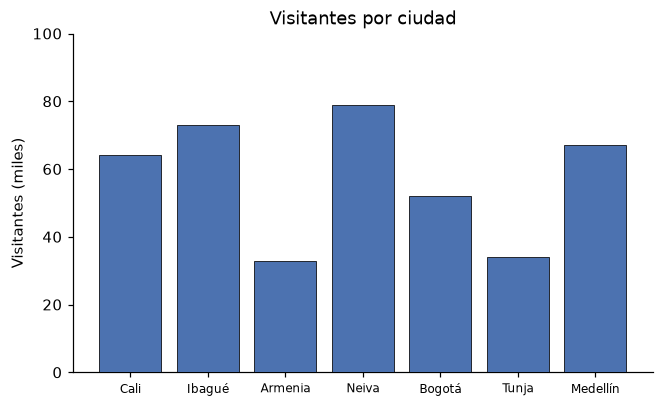 Visitantes por ciudad
Visitantes (miles)
100
80
60
40
20
0
Cali Ibagué Armenia Neiva Bogotá Tunja Medellín